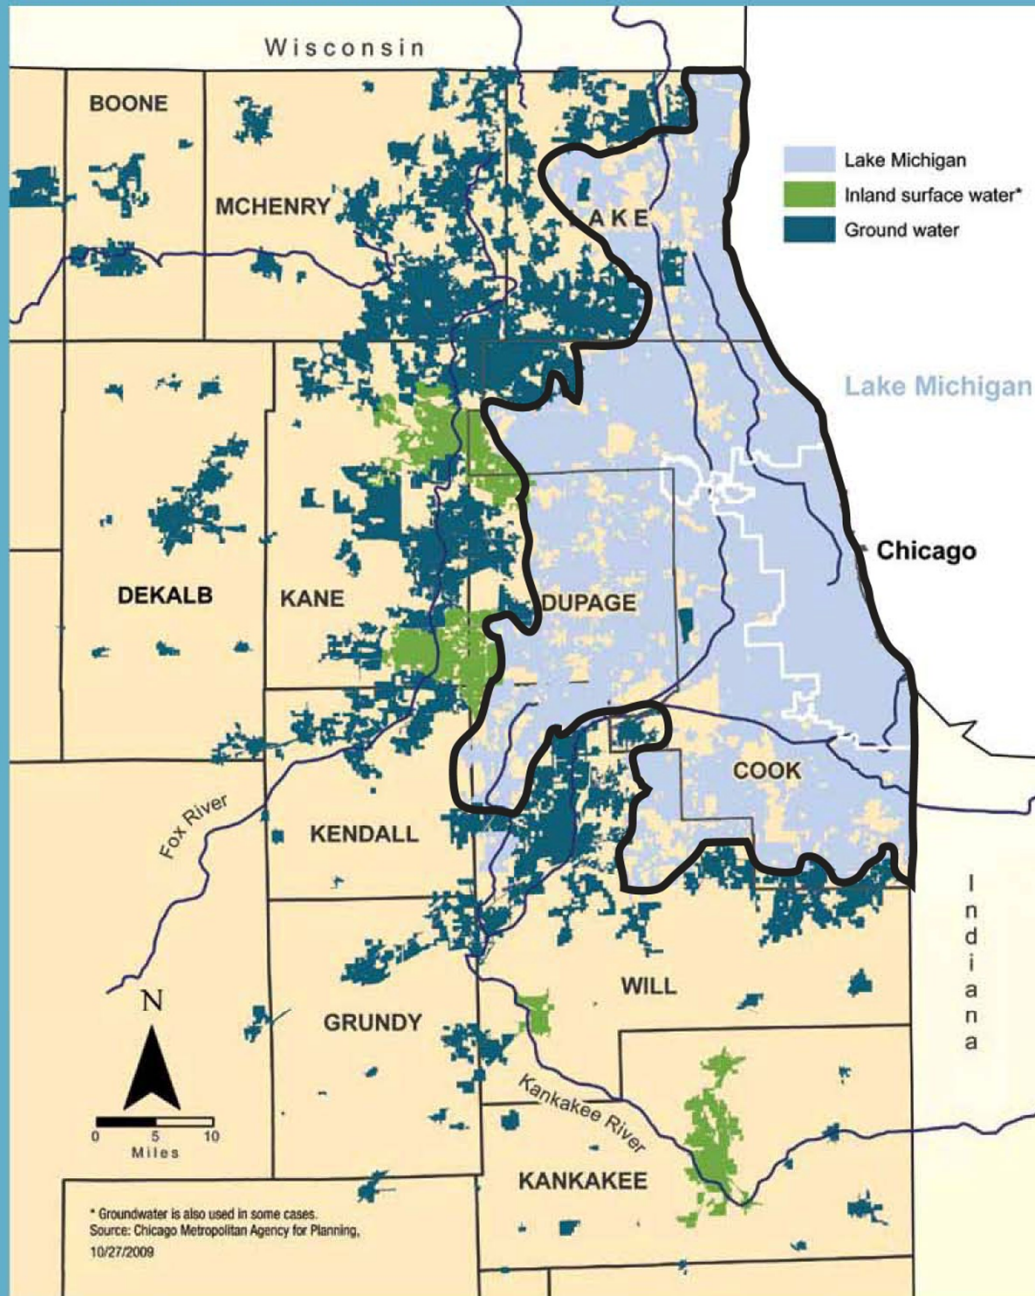 Wisconsin
BOONE
MCHENRY
LAKE
Lake Michigan
Inland surface water*
Ground water
Lake Michigan
Chicago
DEKALB
KANE
DUPAGE
COOK
Fox River
KENDALL
Indiana
WILL
GRUNDY
N
0 5 10
Miles
Kankakee River
KANKAKEE
* Groundwater is also used in some cases.
Source: Chicago Metropolitan Agency for Planning,
10/27/2009